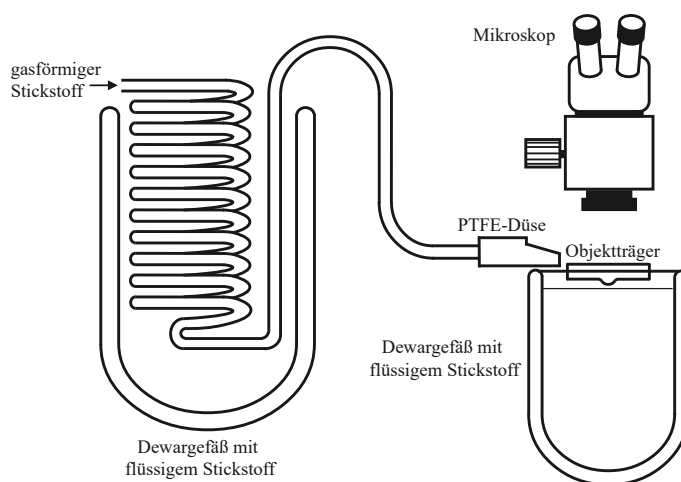 Mikroskop
gasförmiger
Stickstoff
PTFE-Düse
Objektträger
Dewargefäß mit
flüssigem Stickstoff
Dewargefäß mit
flüssigem Stickstoff